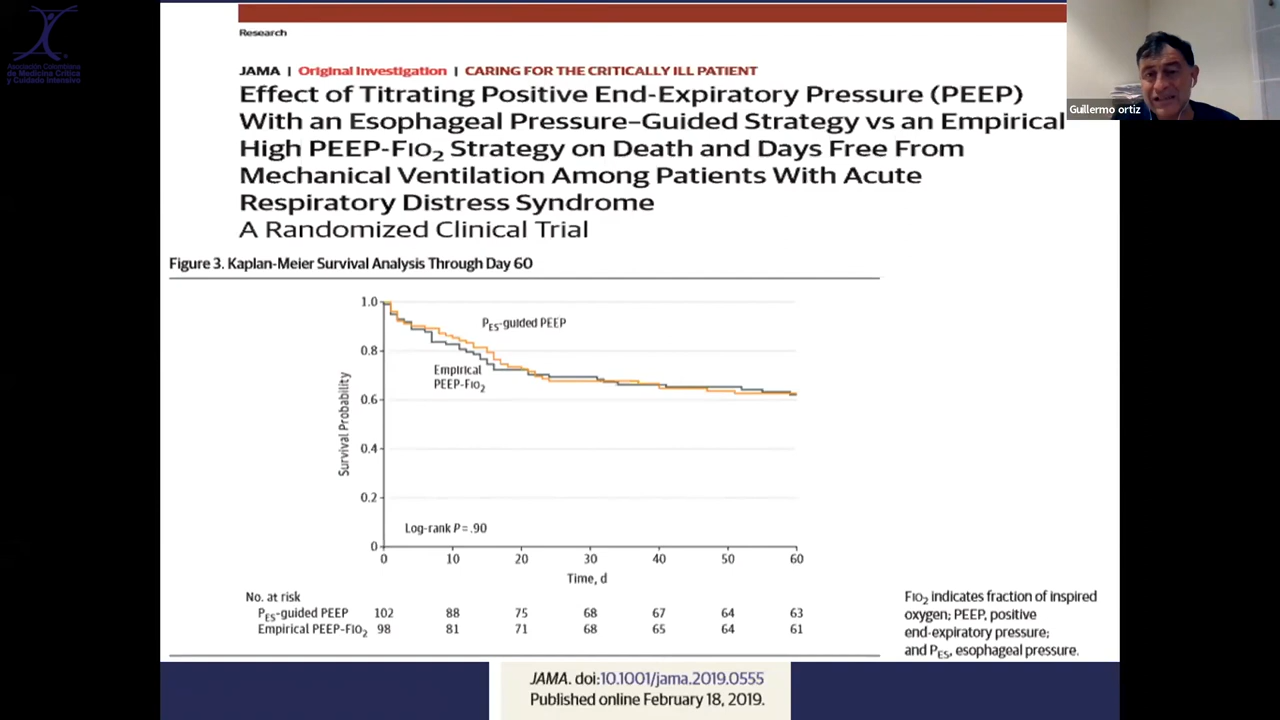 Asociación Colombiana
de Medicina Crítica
y Cuidado Intensivo
Research
JAMA | Original Investigation | CARING FOR THE CRITICALLY ILL PATIENT
Effect of Titrating Positive End-Expiratory Pressure (PEEP)
With an Esophageal Pressure–Guided Strategy vs an Empirical
High PEEP-FIO2 Strategy on Death and Days Free From
Mechanical Ventilation Among Patients With Acute
Respiratory Distress Syndrome
A Randomized Clinical Trial
Guillermo ortiz
Figure 3. Kaplan-Meier Survival Analysis Through Day 60
1.0
0.8
0.6
0.4
0.2
0
Survival Probability
PES-guided PEEP
Empirical
PEEP-FIO2
Log-rank P = .90
0 10 20 30 40 50 60
Time, d
No. at risk
PES-guided PEEP 102 88 75 68 67 64 63
Empirical PEEP-FIO2 98 81 71 68 65 64 61
FIO2 indicates fraction of inspired
oxygen; PEEP, positive
end-expiratory pressure;
and PES, esophageal pressure.
JAMA. doi:10.1001/jama.2019.0555
Published online February 18, 2019.